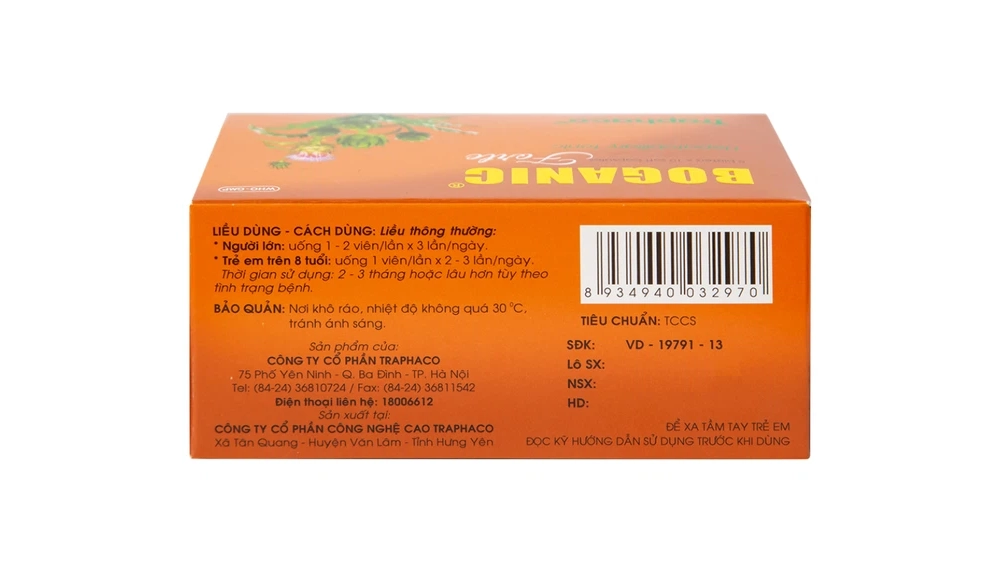 Traphaco
BOGANIC®
Forte
WHO-GMP
LIỀU DÙNG - CÁCH DÙNG: Liều thông thường:
* Người lớn: uống 1 - 2 viên/lần x 3 lần/ngày.
* Trẻ em trên 8 tuổi: uống 1 viên/lần x 2 - 3 lần/ngày.
Thời gian sử dụng: 2 - 3 tháng hoặc lâu hơn tùy theo
tình trạng bệnh.
BẢO QUẢN: Nơi khô ráo, nhiệt độ không quá 30 °C,
tránh ánh sáng.
Sản phẩm của:
CÔNG TY CỔ PHẦN TRAPHACO
75 Phố Yên Ninh - Q. Ba Đình - TP. Hà Nội
Tel: (84-24) 36810724 / Fax: (84-24) 36811542
Điện thoại liên hệ: 18006612
Sản xuất tại:
CÔNG TY CỔ PHẦN CÔNG NGHỆ CAO TRAPHACO
Xã Tân Quang - Huyện Văn Lâm - Tỉnh Hưng Yên
8 934940 032970
TIÊU CHUẨN: TCCS
SĐK: VD - 19791 - 13
Lô SX:
NSX:
HD:
ĐỂ XA TẦM TAY TRẺ EM
ĐỌC KỸ HƯỚNG DẪN SỬ DỤNG TRƯỚC KHI DÙNG